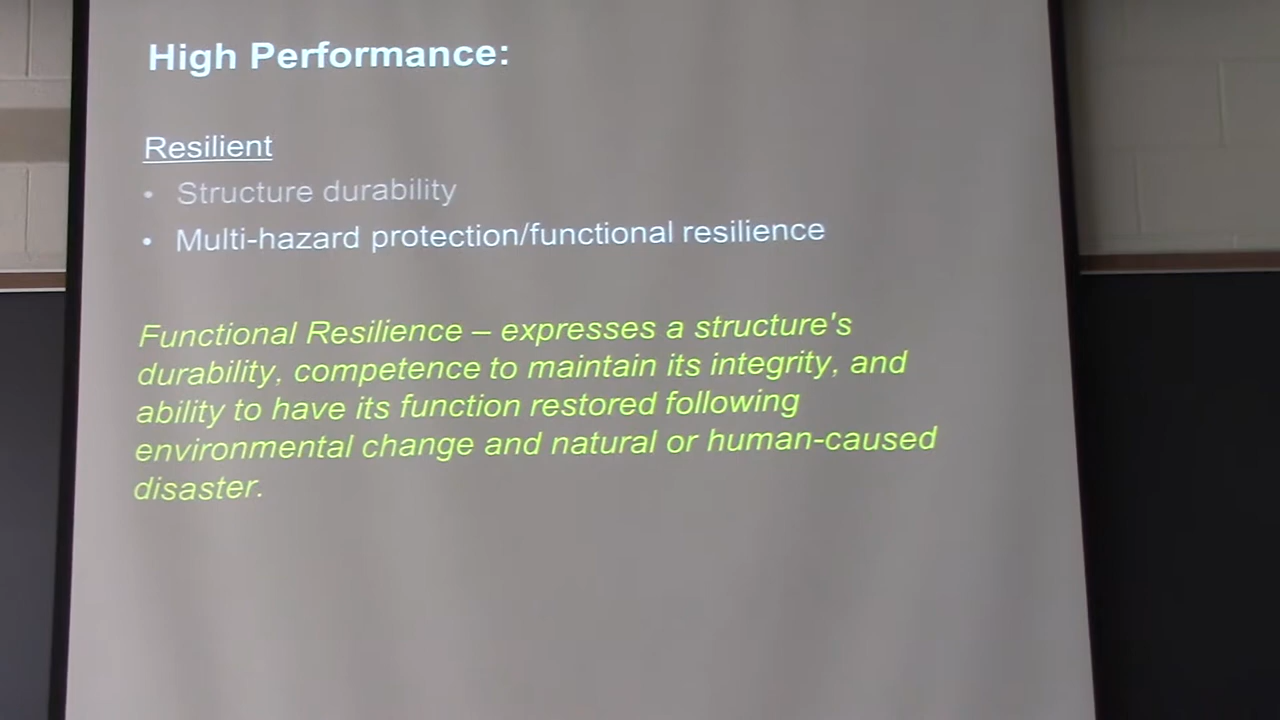 High Performance:
Resilient
• Structure durability
• Multi-hazard protection/functional resilience
Functional Resilience – expresses a structure's
durability, competence to maintain its integrity, and
ability to have its function restored following
environmental change and natural or human-caused
disaster.